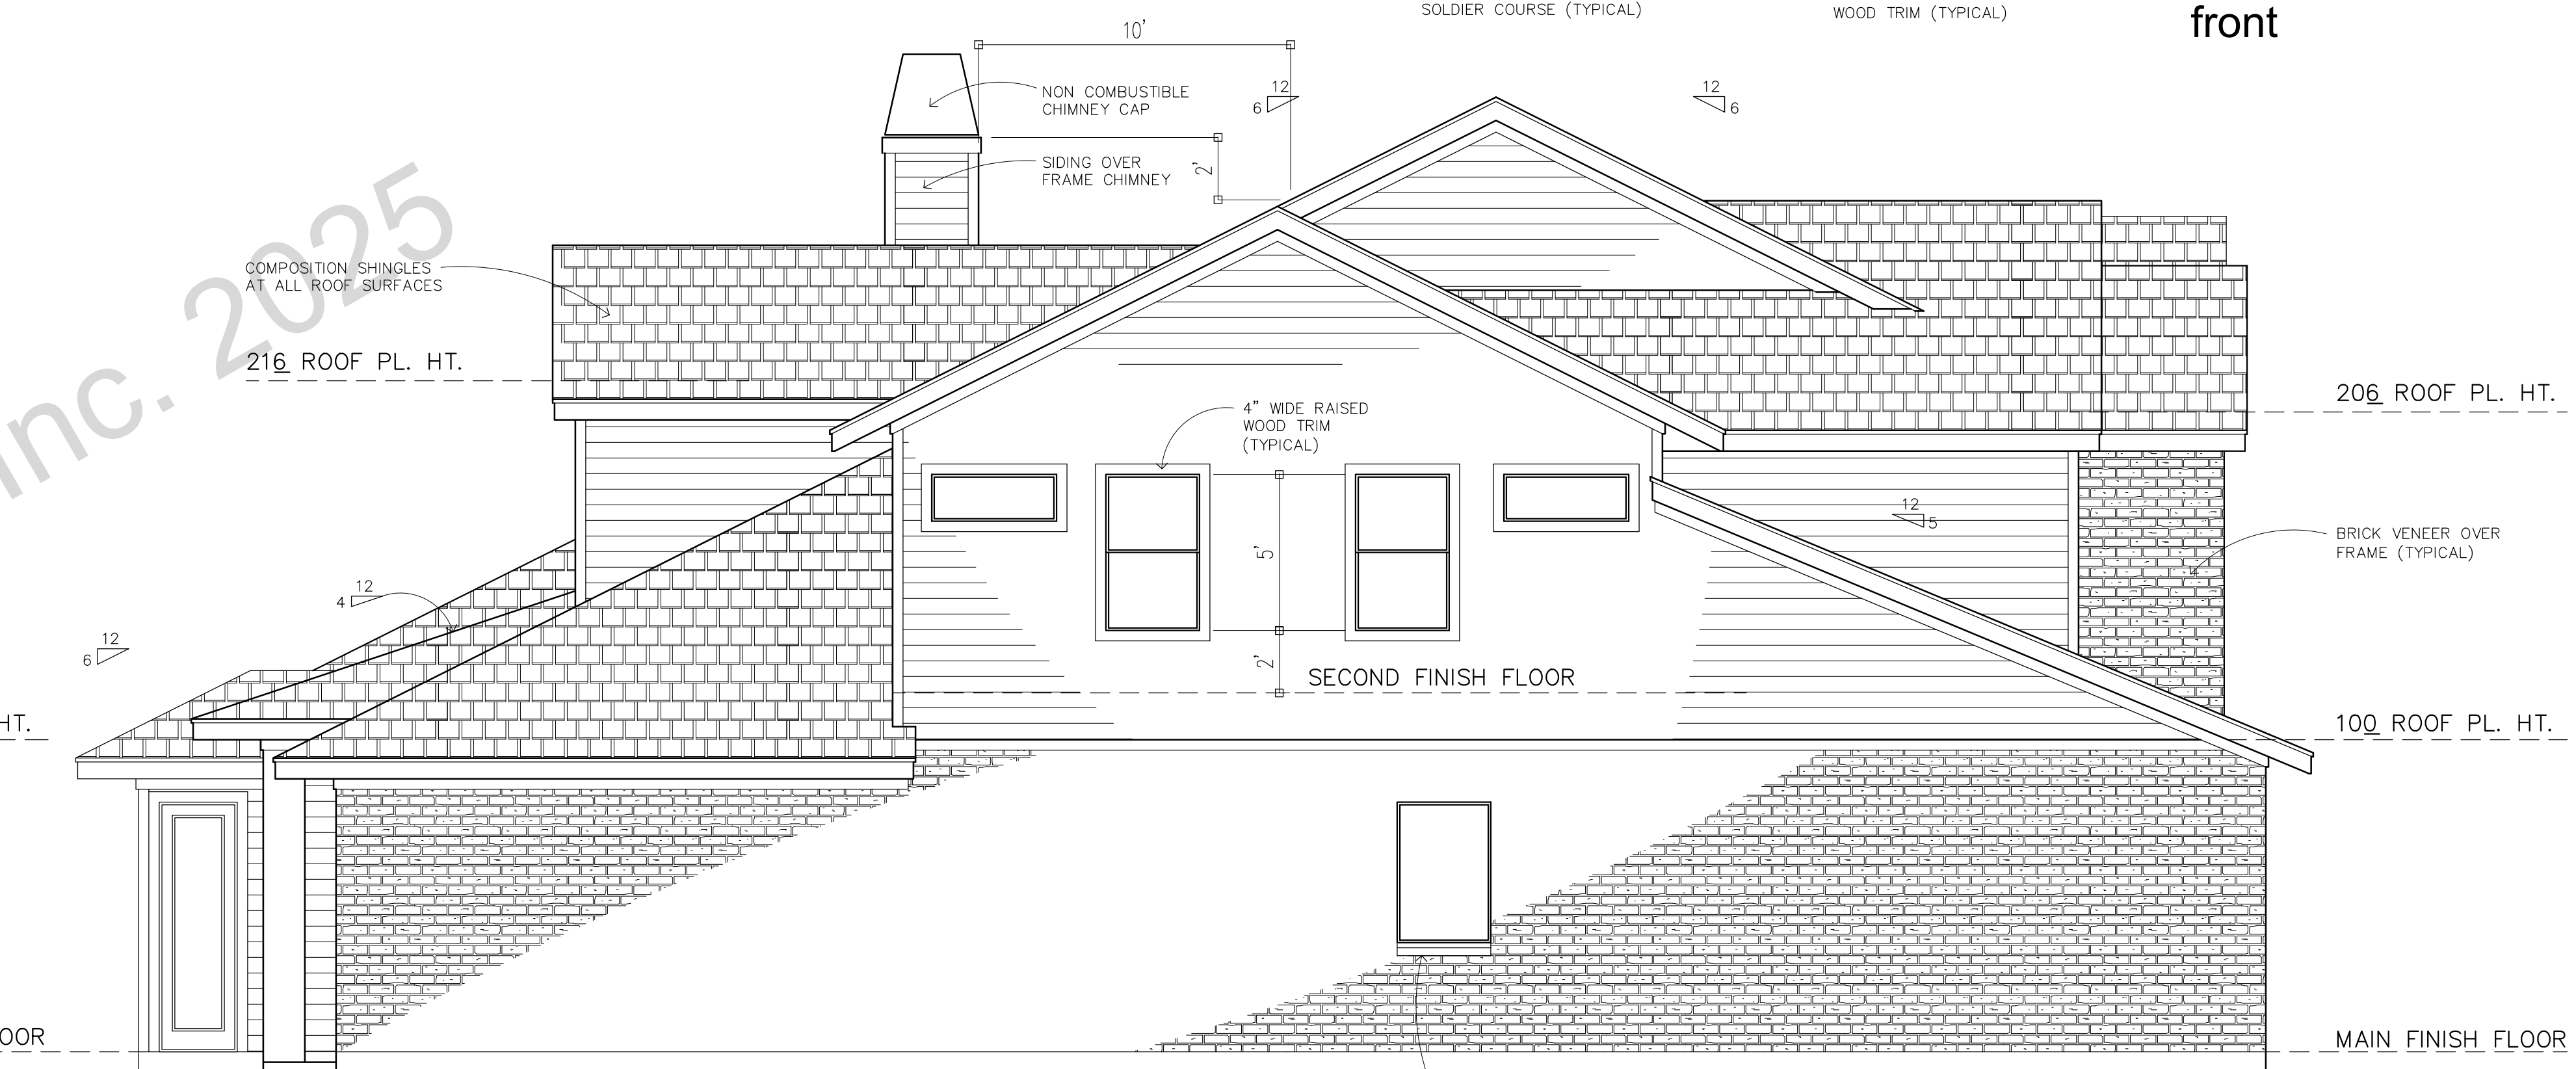 SOLDIER COURSE (TYPICAL)
WOOD TRIM (TYPICAL)
front
10'
NON COMBUSTIBLE
CHIMNEY CAP
12
6
12
6
2'
SIDING OVER
FRAME CHIMNEY
Inc. 2025
COMPOSITION SHINGLES
AT ALL ROOF SURFACES
216 ROOF PL. HT.
206 ROOF PL. HT.
4" WIDE RAISED
WOOD TRIM
(TYPICAL)
12
5
BRICK VENEER OVER
FRAME (TYPICAL)
5'
12
4
12
6
2'
SECOND FINISH FLOOR
HT.
100 ROOF PL. HT.
OOR
MAIN FINISH FLOOR